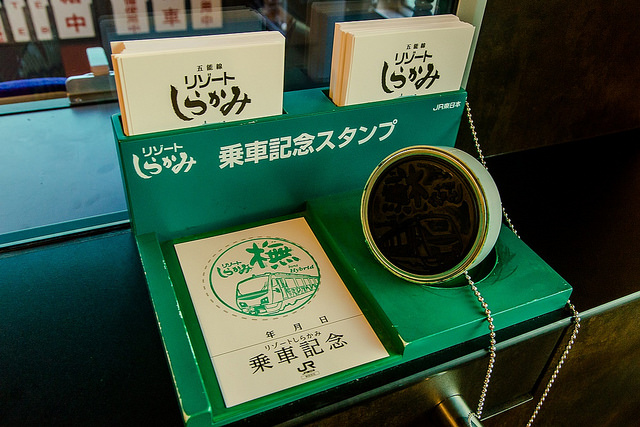 五能線
リゾート
しらかみ
五能線
リゾート
しらかみ
JR東日本
リゾート
しらかみ
乗車記念スタンプ
リゾート
しらかみ
橅
Hybrid
年 月 日
リゾートしらかみ
乗車記念
JR
中
車